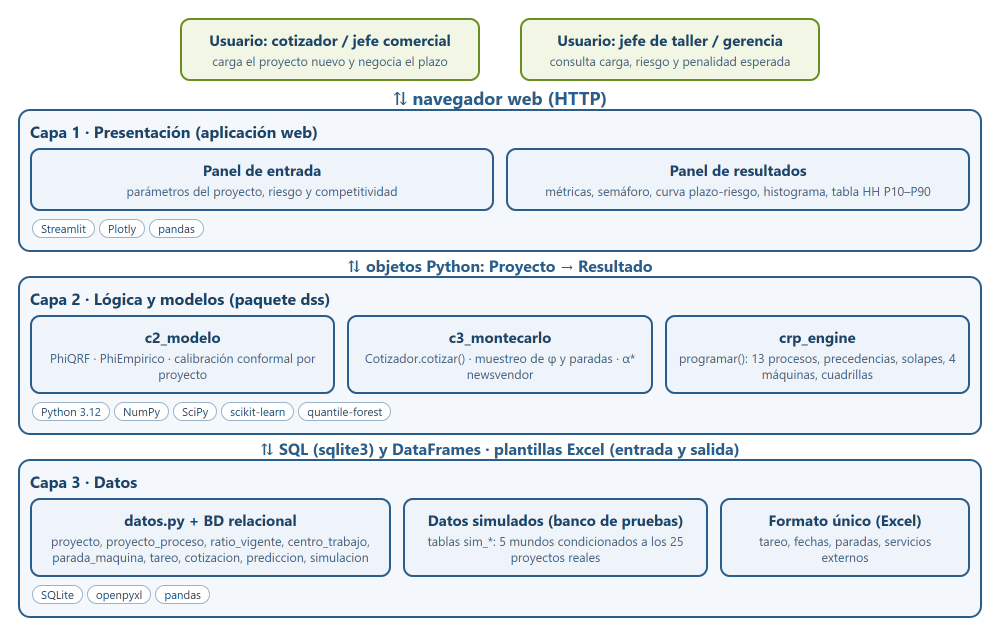 Usuario: cotizador / jefe comercial
carga el proyecto nuevo y negocia el plazo
Usuario: jefe de taller / gerencia
consulta carga, riesgo y penalidad esperada
⇅ navegador web (HTTP)
Capa 1 · Presentación (aplicación web)
Panel de entrada
parámetros del proyecto, riesgo y competitividad
Panel de resultados
métricas, semáforo, curva plazo-riesgo, histograma, tabla HH P10–P90
Streamlit
Plotly
pandas
⇅ objetos Python: Proyecto → Resultado
Capa 2 · Lógica y modelos (paquete dss)
c2_modelo
PhiQRF · PhiEmpirico · calibración conformal por
proyecto
c3_montecarlo
Cotizador.cotizar() · muestreo de φ y paradas · α*
newsvendor
crp_engine
programar(): 13 procesos, precedencias, solapes, 4
máquinas, cuadrillas
Python 3.12
NumPy
SciPy
scikit-learn
quantile-forest
⇅ SQL (sqlite3) y DataFrames · plantillas Excel (entrada y salida)
Capa 3 · Datos
datos.py + BD relacional
proyecto, proyecto_proceso, ratio_vigente, centro_trabajo,
parada_maquina, tareo, cotizacion, prediccion, simulacion
Datos simulados (banco de pruebas)
tablas sim_*: 5 mundos condicionados a los 25
proyectos reales
Formato único (Excel)
tareo, fechas, paradas, servicios
externos
SQLite
openpyxl
pandas